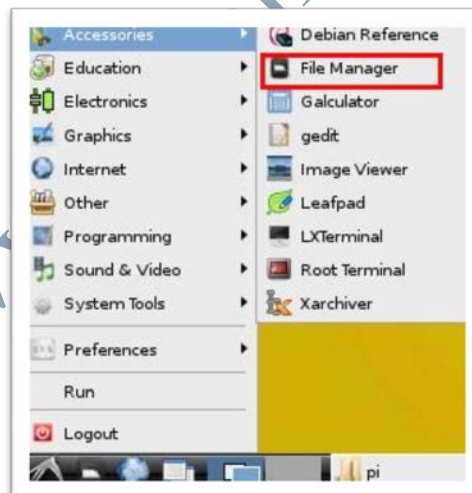 Accessories
Education
Electronics
Graphics
Internet
Other
Programming
Sound & Video
System Tools
Preferences
Run
Logout
Debian Reference
File Manager
Galculator
gedit
Image Viewer
Leafpad
LXTerminal
Root Terminal
Xarchiver
pi